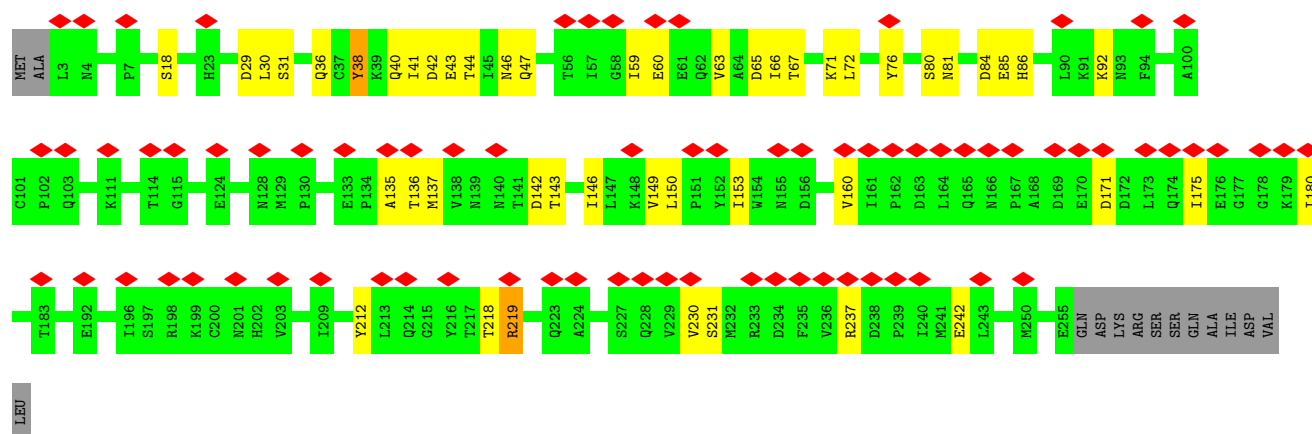 MET ALA L3 N4 P7 S18 H23 D29 L30 S31 Q36 C37 Y38 K39 Q40 I41 D42 E43 T44 I45 N46 Q47 T56 I57 G58 I59 E60 E61 Q62 V63 A64 D65 I66 T67 K71 L72 Y76 S80 N81 D84 E85 H86 L90 K91 K92 N93 F94 A100
C101 P102 Q103 K111 T114 G115 E124 N128 M129 P130 E133 P134 A135 T136 M137 V138 N139 N140 T141 D142 T143 I146 L147 K148 V149 L150 P151 Y152 I153 W154 N155 D156 V160 I161 P162 D163 L164 Q165 N166 P167 A168 D169 E170 D171 D172 L173 Q174 I175 E176 G177 G178 K179 I180
T183 E192 I196 S197 R198 K199 C200 N201 H202 V203 I209 Y212 L213 Q214 G215 Y216 T217 T218 R219 Q223 A224 S227 Q228 V229 V230 S231 M232 R233 D234 F235 V236 R237 D238 P239 I240 M241 E242 L243 M250 E255 GLN ASP LYS ARG SER SER GLN ALA ILE ASP VAL
LEU